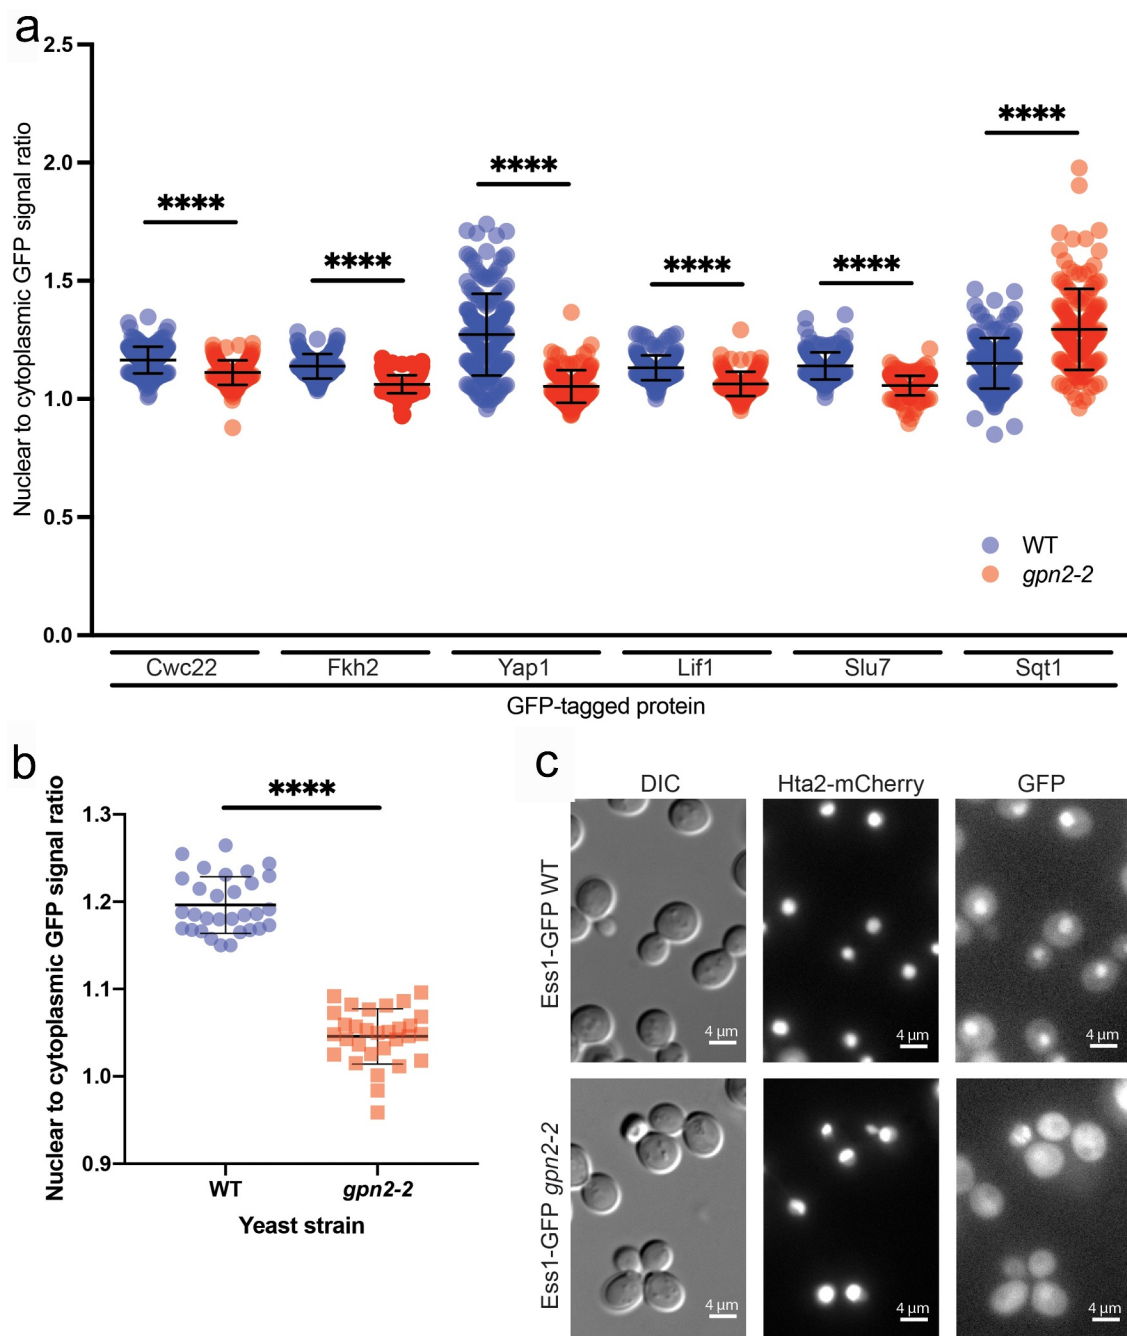 a
Nuclear to cytoplasmic GFP signal ratio
2.5
2.0
1.5
1.0
0.5
0.0
**** **** **** **** **** ****
WT
gpn2-2
Cwc22 Fkh2 Yap1 Lif1 Slu7 Sqt1
GFP-tagged protein
b
Nuclear to cytoplasmic GFP signal ratio
****
1.3
1.2
1.1
1.0
0.9
WT gpn2-2
Yeast strain
c
DIC Hta2-mCherry GFP
Ess1-GFP WT
4 µm 4 µm 4 µm
Ess1-GFP gpn2-2
4 µm 4 µm 4 µm